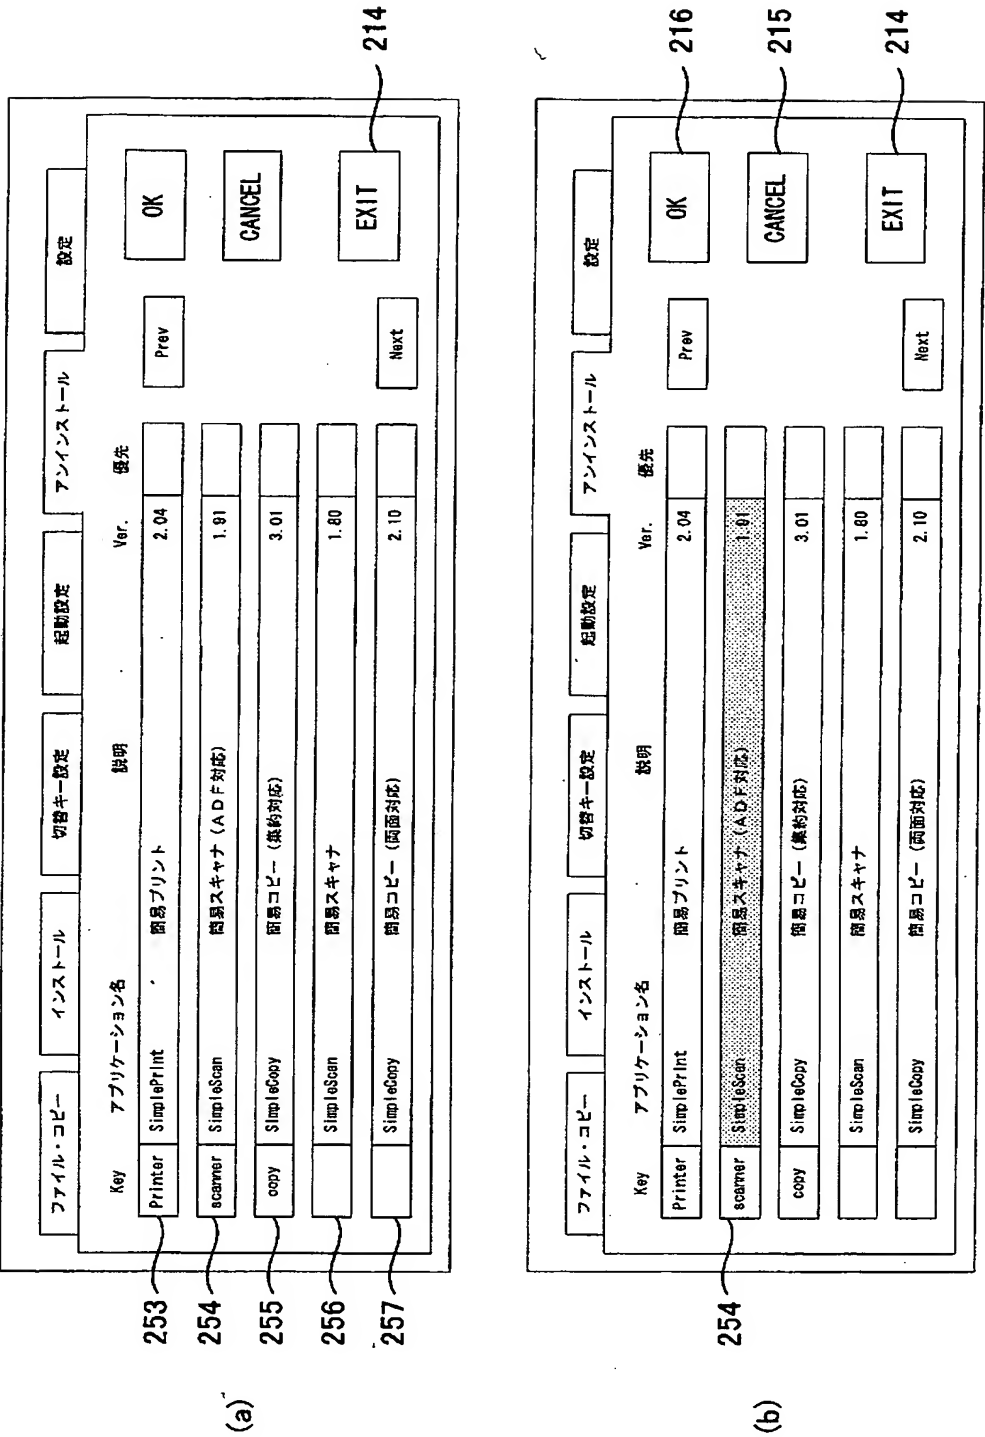 (a)
ファイル・コピー インストール 切替キー設定 起動設定 アンインストール 設定
Key アプリケーション名 説明 Ver. 優先
253 Printer SimplePrint 簡易プリント 2.04 Prev OK
254 scanner SimpleScan 簡易スキャナ (ADF対応) 1.91
255 copy SimpleCopy 簡易コピー (集約対応) 3.01 CANCEL
256 SimpleScan 簡易スキャナ 1.80
257 SimpleCopy 簡易コピー (両面対応) 2.10 Next EXIT 214
(b)
ファイル・コピー インストール 切替キー設定 起動設定 アンインストール 設定
Key アプリケーション名 説明 Ver. 優先
Printer SimplePrint 簡易プリント 2.04 Prev OK 216
254 scanner SimpleScan 簡易スキャナ (ADF対応) 1.91
copy SimpleCopy 簡易コピー (集約対応) 3.01 CANCEL 215
SimpleScan 簡易スキャナ 1.80
SimpleCopy 簡易コピー (両面対応) 2.10 Next EXIT 214